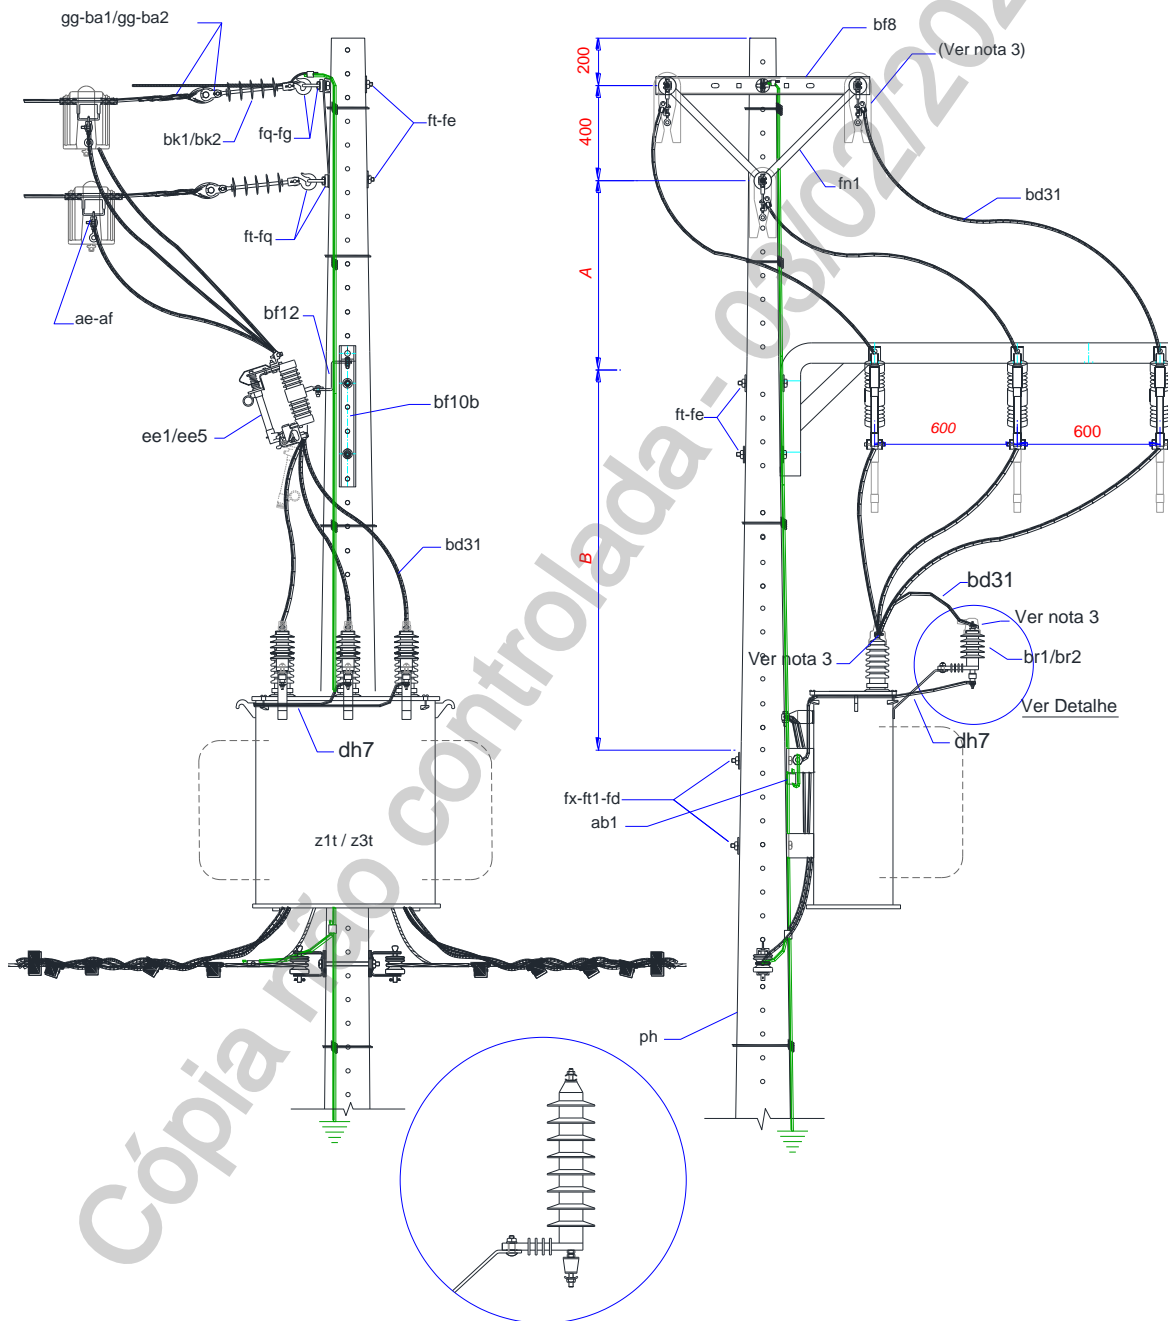 gg-ba1/gg-ba2
bk1/bk2
fq-fg
ft-fe
ft-fq
ae-af
bf12
bf10b
ee1/ee5
bd31
dh7
z1t / z3t
200
400
A
B
bf8
(Ver nota 3)
fn1
bd31
ft-fe
600
600
bd31
Ver nota 3
Ver nota 3
br1/br2
Ver Detalhe
dh7
fx-ft1-fd
ab1
ph
Cópia não controlada - 03/02/202